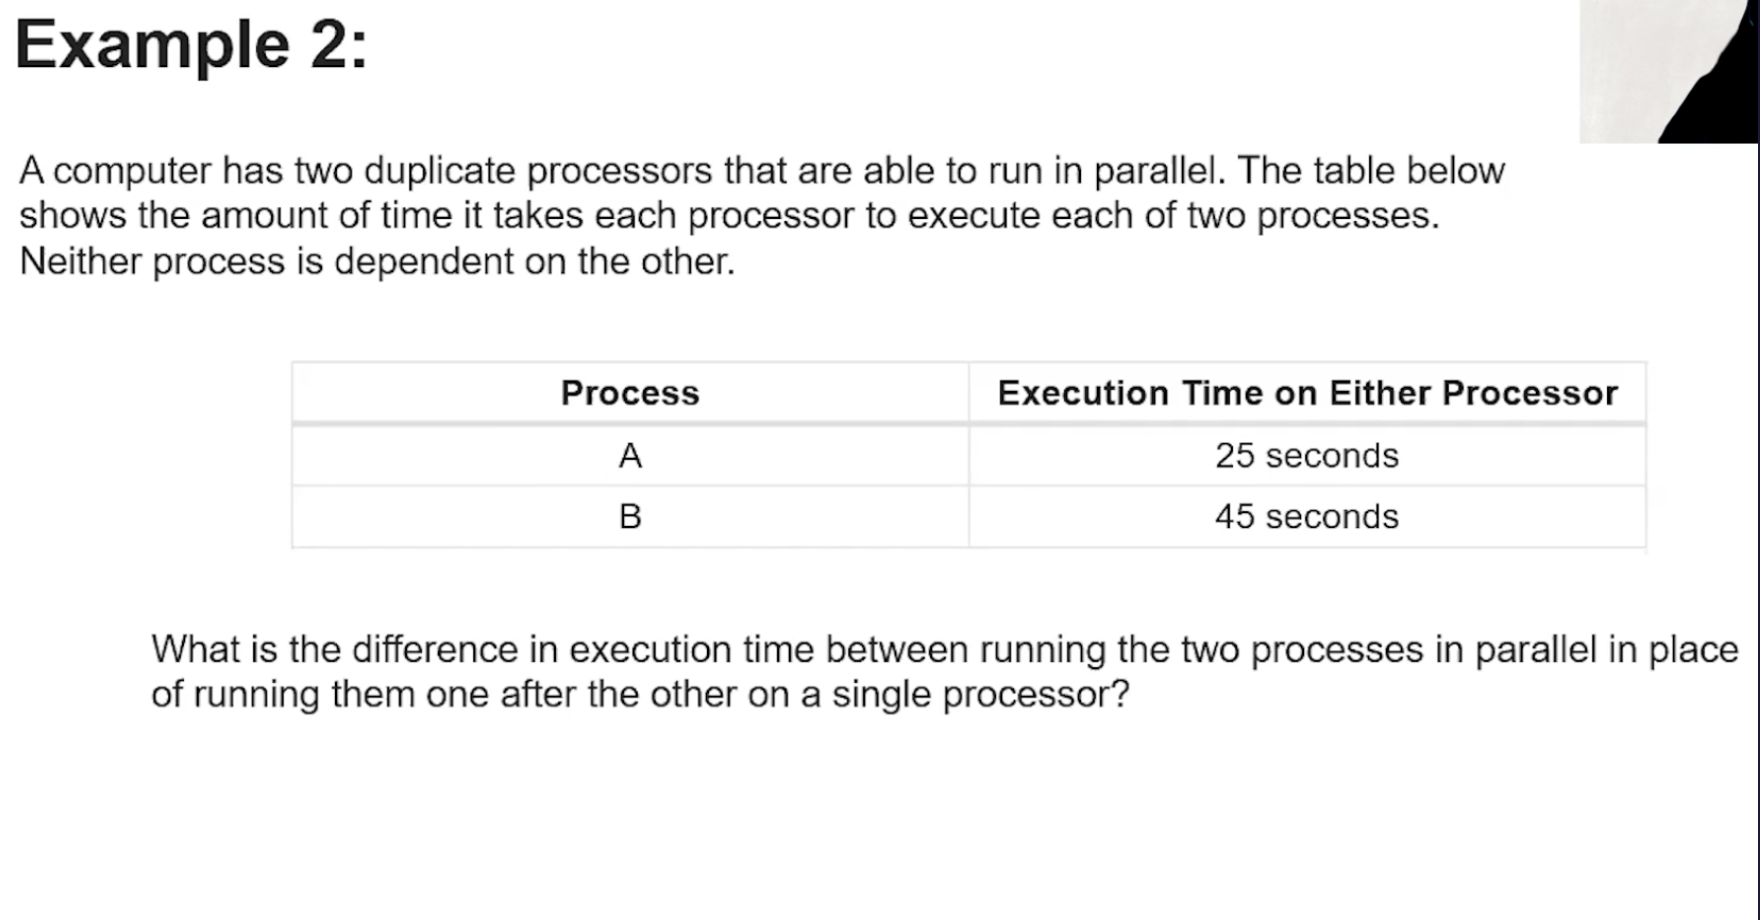 Example 2:
A computer has two duplicate processors that are able to run in parallel. The table below
shows the amount of time it takes each processor to execute each of two processes.
Neither process is dependent on the other.
Process Execution Time on Either Processor
A 25 seconds
B 45 seconds
What is the difference in execution time between running the two processes in parallel in place
of running them one after the other on a single processor?